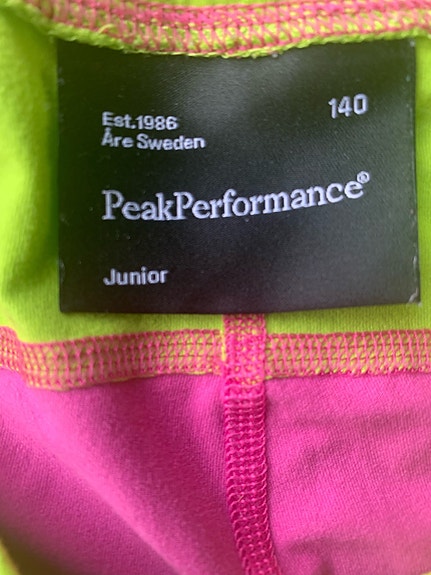 140
Est.1986
Åre Sweden
PeakPerformance®
Junior